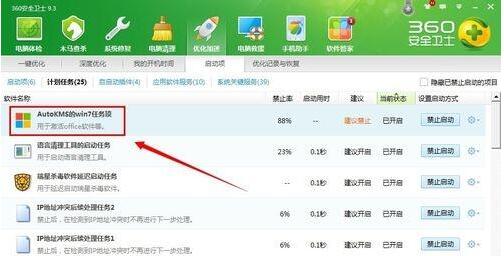 360安全卫士 9.3
电脑体检
木马查杀
系统修复
电脑清理
优化加速
电脑救援
手机助手
软件管家
360
安全卫士
一键优化
深度优化
我的开机时间
启动项
优化记录与恢复
启动项(6)
计划任务(25)
自启动插件(4)
应用软件服务(10)
系统关键服务(39)
隐藏已禁止启动的项目
软件名称
禁止率
启动用时
建议
当前状态
设置启动方式
AutoKMS的win7任务项
用于激活office软件等。
88%
--
建议禁止
已开启
禁止启动
语言清理工具的启动任务
用于启动语言清理工具。
23%
0.1秒
建议开启
已开启
禁止启动
瑞星杀毒软件延迟启动任务
用于延迟启动瑞星杀毒软件。
--
0.1秒
建议开启
已开启
禁止启动
IP地址冲突后续处理任务2
禁止后，在检测到IP地址冲突时不再进行下一步处理。
6%
0.1秒
建议开启
已开启
禁止启动
IP地址冲突后续处理任务1
禁止后，在检测到IP地址冲突时不再进行下一步处理。
6%
0.1秒
建议开启
已开启
禁止启动